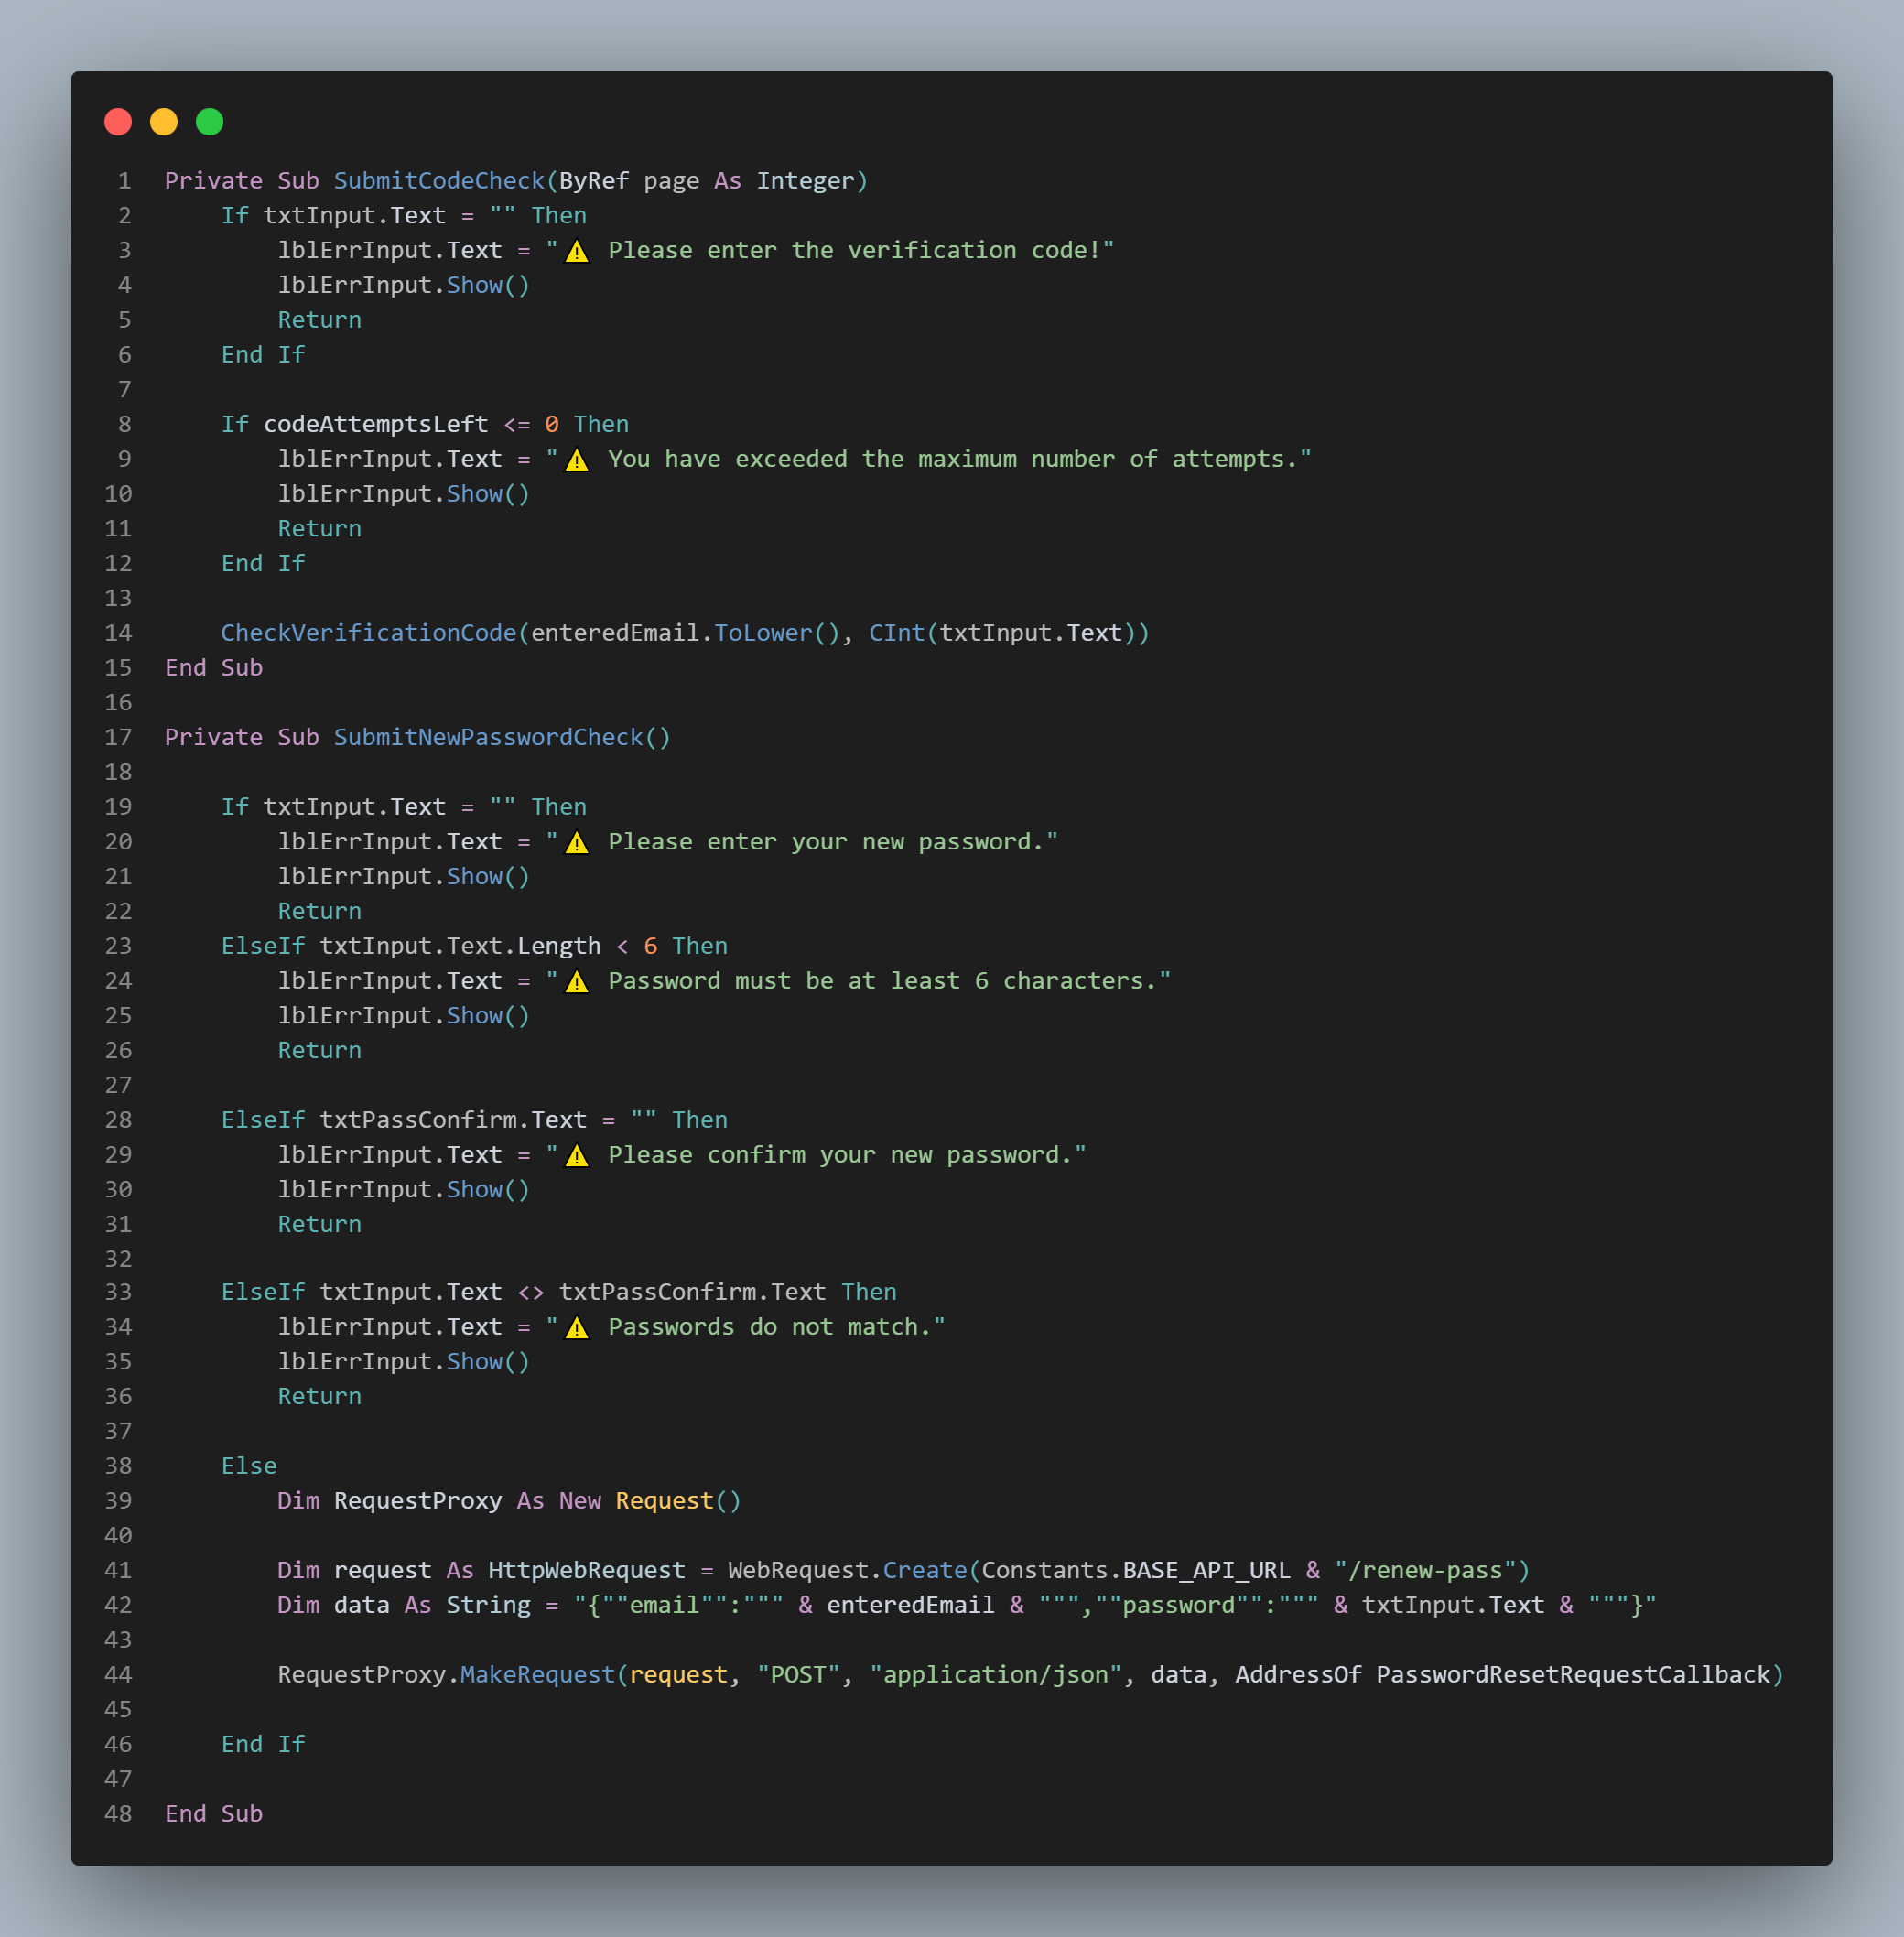 1 Private Sub SubmitCodeCheck(ByRef page As Integer)
2     If txtInput.Text = "" Then
3         lblErrInput.Text = "⚠ Please enter the verification code!"
4         lblErrInput.Show()
5         Return
6     End If
7
8     If codeAttemptsLeft <= 0 Then
9         lblErrInput.Text = "⚠ You have exceeded the maximum number of attempts."
10         lblErrInput.Show()
11         Return
12     End If
13
14     CheckVerificationCode(enteredEmail.ToLower(), CInt(txtInput.Text))
15 End Sub
16
17 Private Sub SubmitNewPasswordCheck()
18
19     If txtInput.Text = "" Then
20         lblErrInput.Text = "⚠ Please enter your new password."
21         lblErrInput.Show()
22         Return
23     ElseIf txtInput.Text.Length < 6 Then
24         lblErrInput.Text = "⚠ Password must be at least 6 characters."
25         lblErrInput.Show()
26         Return
27
28     ElseIf txtPassConfirm.Text = "" Then
29         lblErrInput.Text = "⚠ Please confirm your new password."
30         lblErrInput.Show()
31         Return
32
33     ElseIf txtInput.Text <> txtPassConfirm.Text Then
34         lblErrInput.Text = "⚠ Passwords do not match."
35         lblErrInput.Show()
36         Return
37
38     Else
39         Dim RequestProxy As New Request()
40
41         Dim request As HttpWebRequest = WebRequest.Create(Constants.BASE_API_URL & "/renew-pass")
42         Dim data As String = "{""email"":""" & enteredEmail & """,""password"":""" & txtInput.Text & """}"
43
44         RequestProxy.MakeRequest(request, "POST", "application/json", data, AddressOf PasswordResetRequestCallback)
45
46     End If
47
48 End Sub